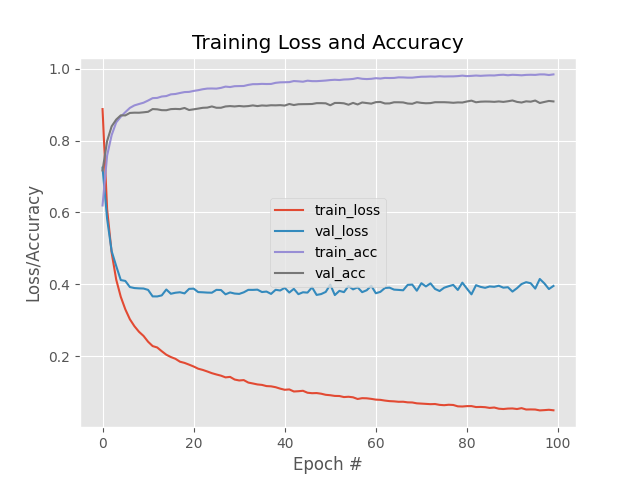 Training Loss and Accuracy
1.0
0.8
0.6
0.4
0.2
Loss/Accuracy
train_loss
val_loss
train_acc
val_acc
0
20
40
60
80
100
Epoch #